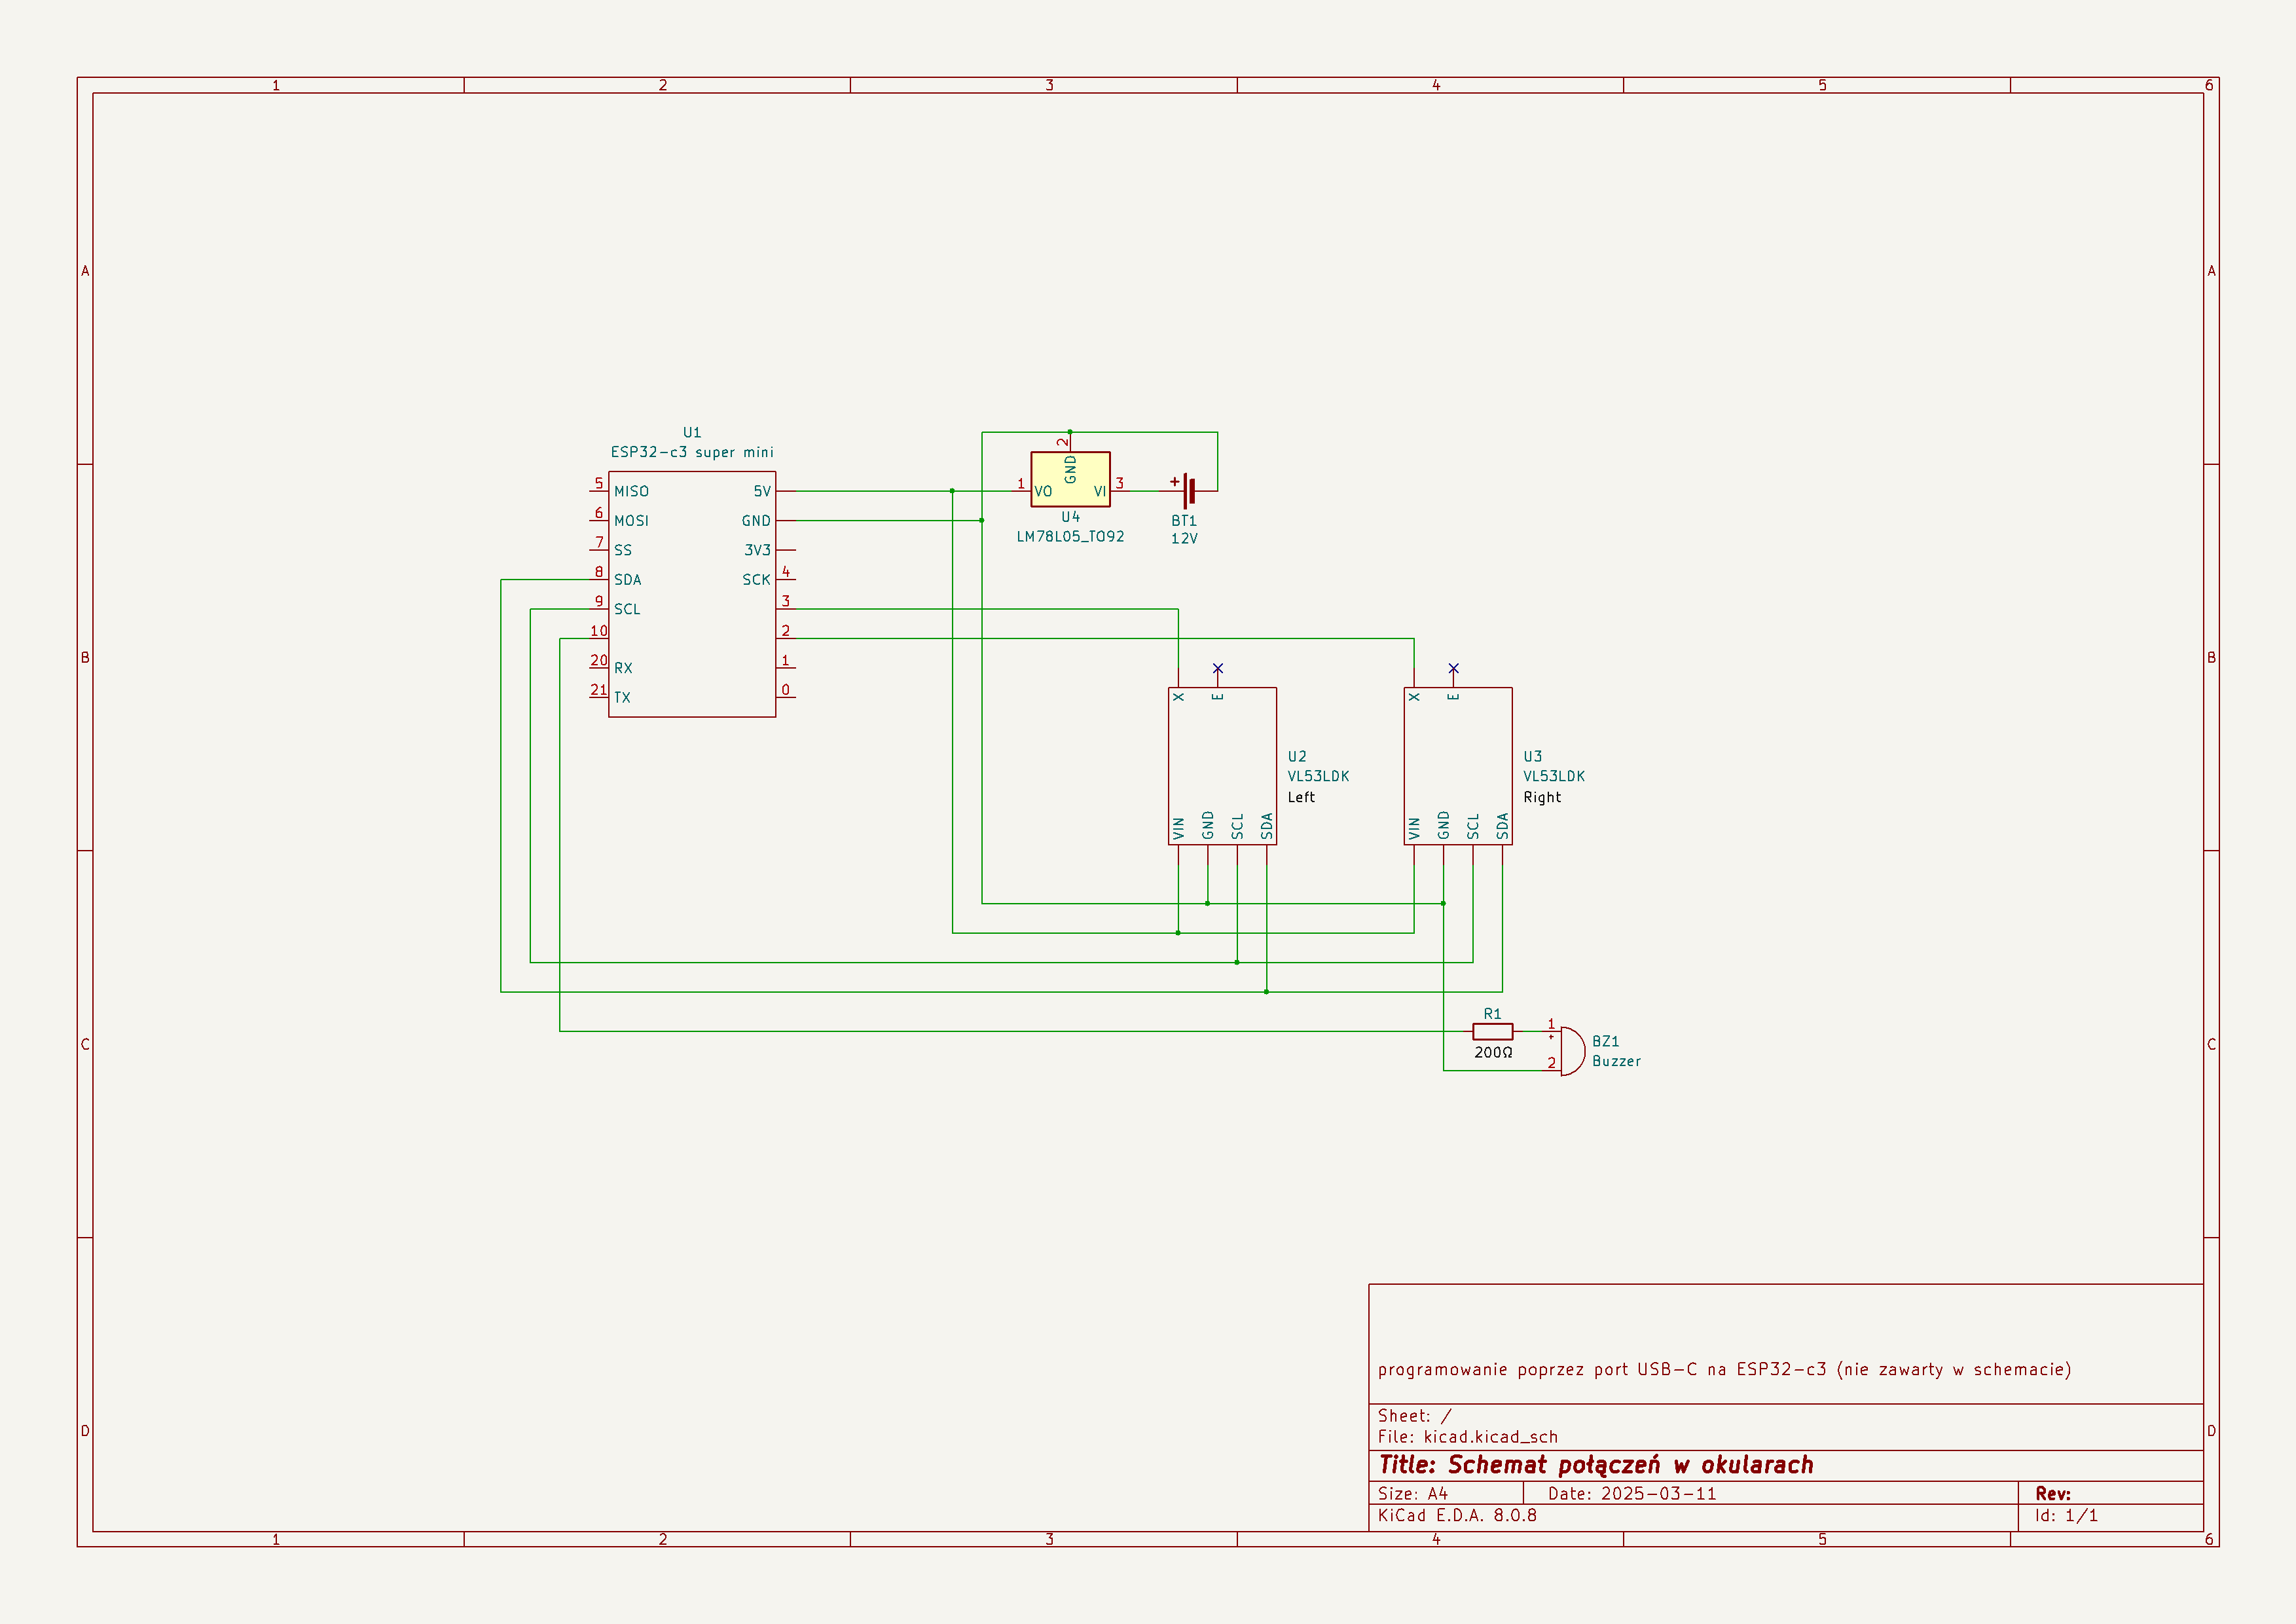 1 2 3 4 5 6
A A
U1
ESP32-c3 super mini
5 MISO 5V
6 MOSI GND
7 SS 3V3
8 SDA SCK 4
9 SCL 3
10 2
20 RX 1
21 TX 0
2
GND
1 VO VI 3
U4
LM78L05_TO92
+
BT1
12V
B B
X E
U2
VL53LDK
Left
VIN GND SCL SDA
X E
U3
VL53LDK
Right
VIN GND SCL SDA
C C
R1
200Ω
1
+
2
BZ1
Buzzer
programowanie poprzez port USB-C na ESP32-c3 (nie zawarty w schemacie)
Sheet: /
File: kicad.kicad_sch
D D
Title: Schemat połączeń w okularach
Size: A4 Date: 2025-03-11 Rev:
KiCad E.D.A. 8.0.8 Id: 1/1
1 2 3 4 5 6